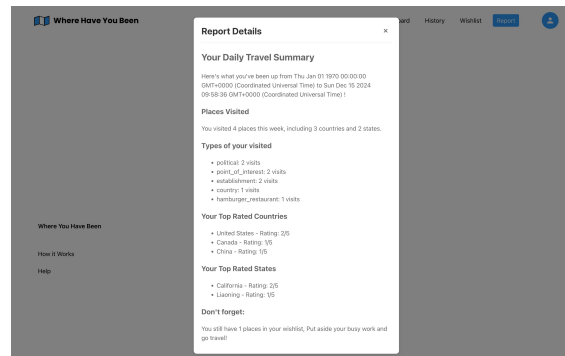 Where Have You Been
ard History Wishlist Report
Report Details ×
Your Daily Travel Summary
Here's what you've been up from Thu Jan 01 1970 00:00:00
GMT+0000 (Coordinated Universal Time) to Sun Dec 15 2024
09:58:36 GMT+0000 (Coordinated Universal Time) !
Places Visited
You visited 4 places this week, including 3 countries and 2 states.
Types of your visited
• political: 2 visits
• point_of_interest: 2 visits
• establishment: 2 visits
• country: 1 visits
• hamburger_restaurant: 1 visits
Your Top Rated Countries
• United States - Rating: 2/5
• Canada - Rating: 1/5
• China - Rating: 1/5
Your Top Rated States
• California - Rating: 2/5
• Liaoning - Rating: 1/5
Don't forget:
You still have 1 places in your wishlist, Put aside your busy work and
go travel!
Where You Have Been
How It Works
Help